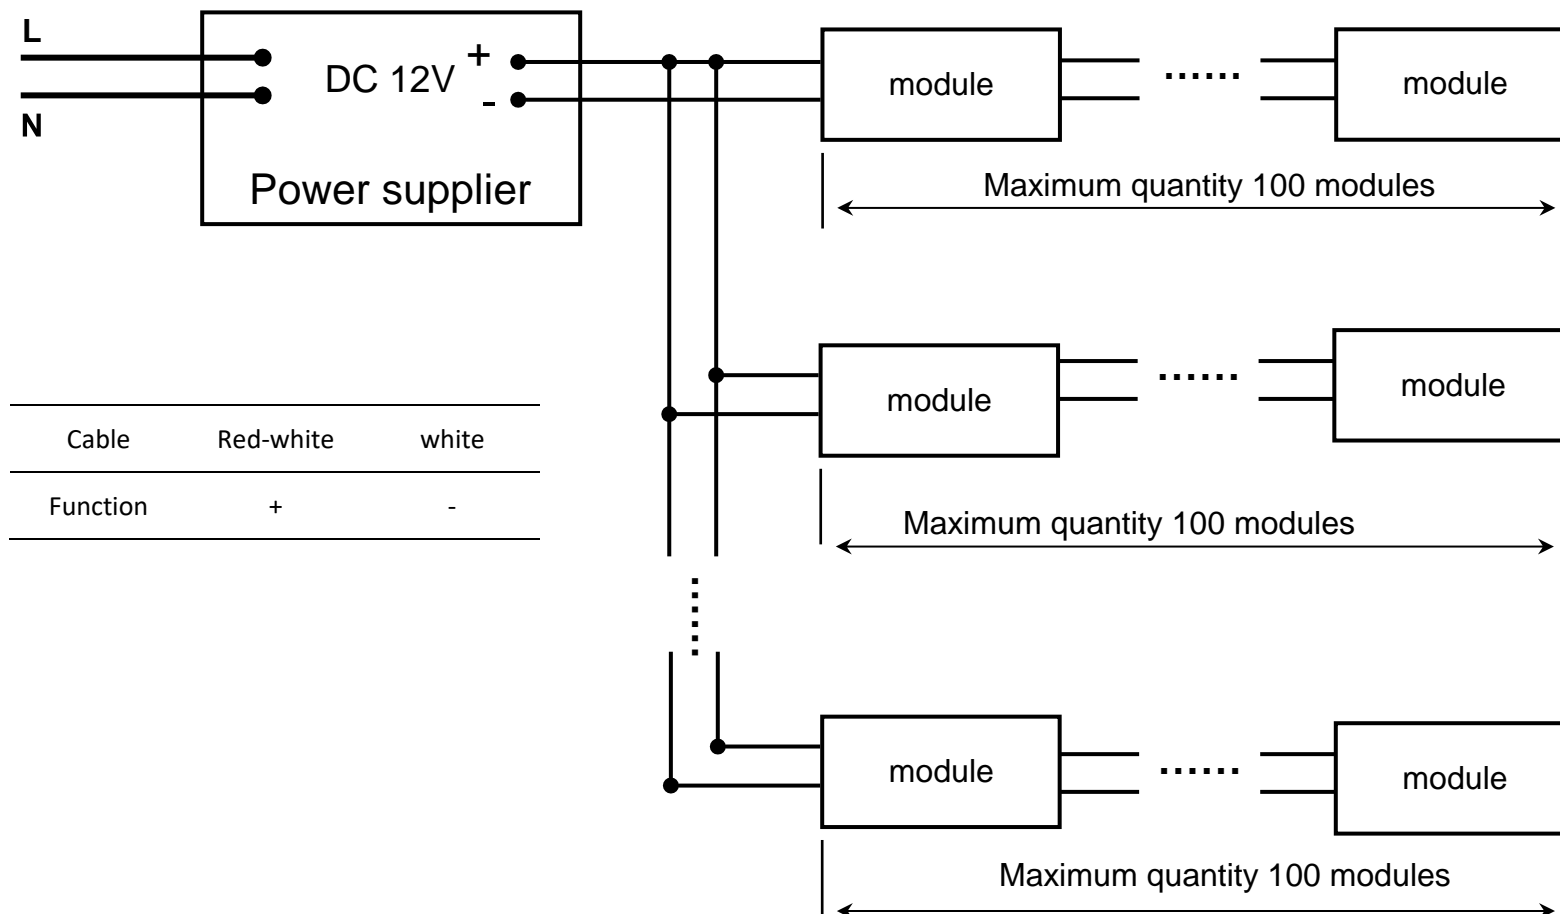 L
N
DC 12V
+
-
Power supplier
module
......
module
Maximum quantity 100 modules
module
......
module
Maximum quantity 100 modules
Cable Red-white white
Function + -
module
......
module
Maximum quantity 100 modules